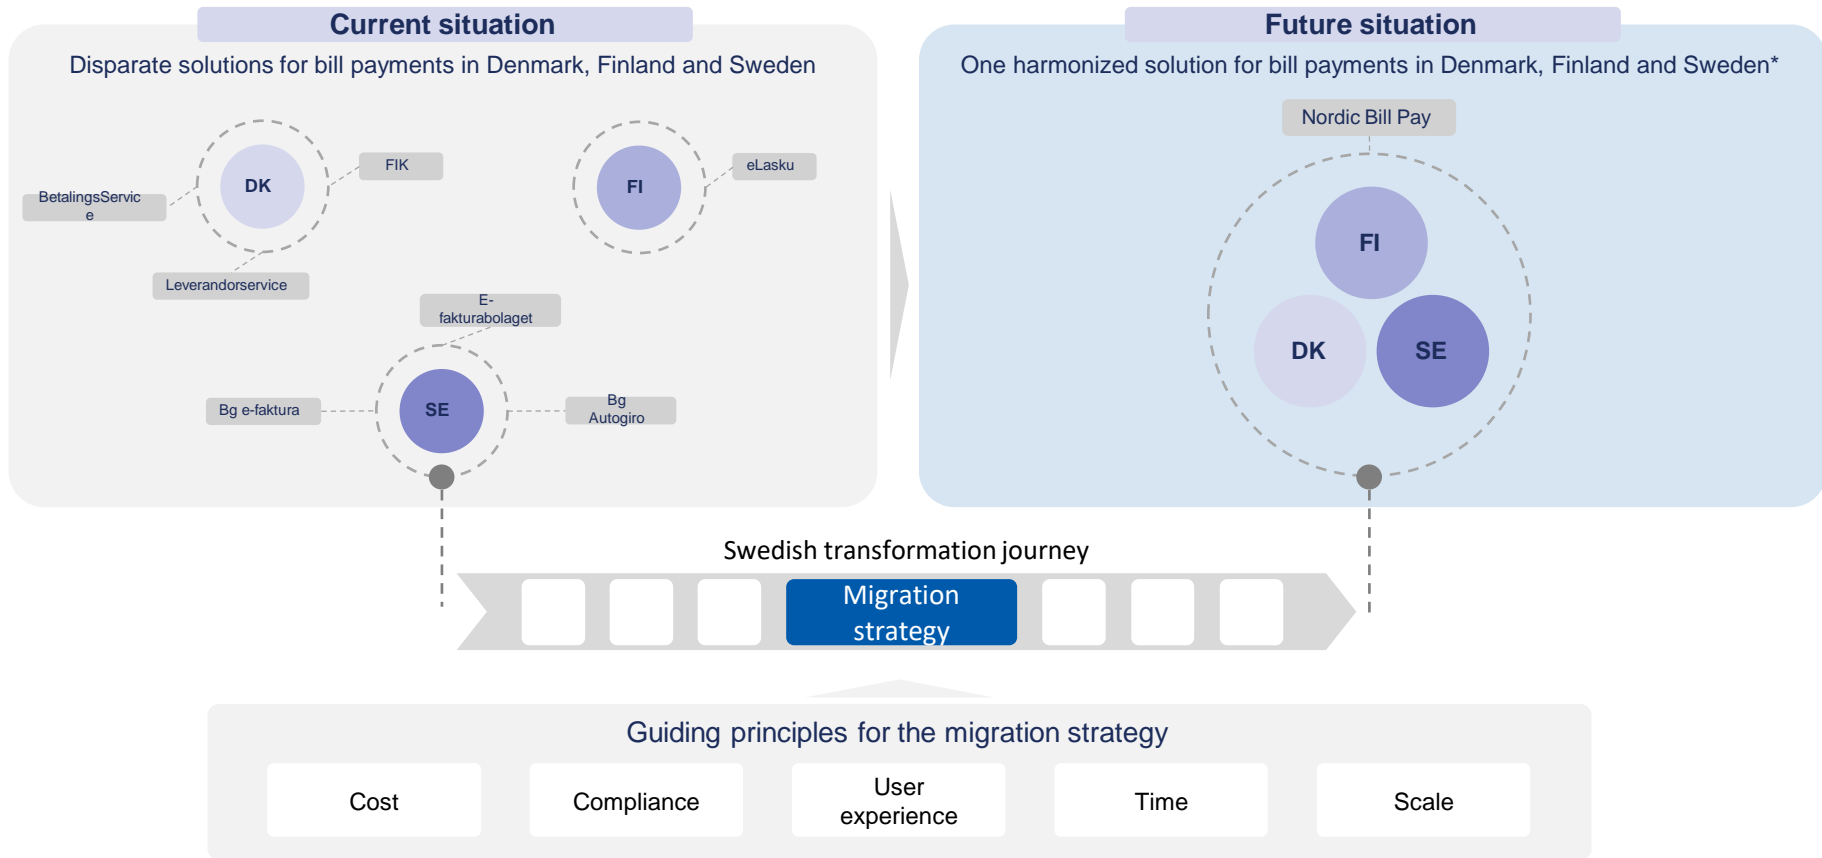 Current situation
Disparate solutions for bill payments in Denmark, Finland and Sweden
DK
FIK
BetalingsServic
e
Leverandorservice
FI
eLasku
E-
fakturabolaget
Bg e-faktura
SE
Bg
Autogiro
Future situation
One harmonized solution for bill payments in Denmark, Finland and Sweden*
Nordic Bill Pay
FI
DK
SE
Swedish transformation journey
Migration
strategy
Guiding principles for the migration strategy
Cost
Compliance
User
experience
Time
Scale